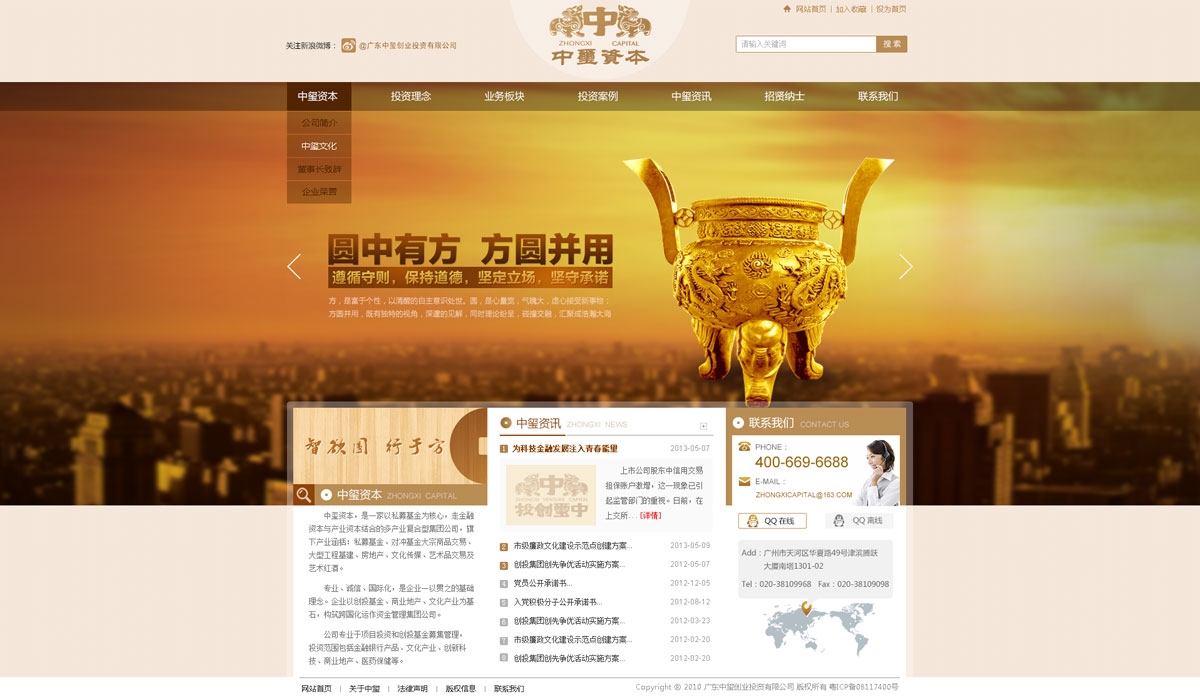 网站首页 | 加入收藏 | 设为首页
关注新浪微博： @广东中玺创业投资有限公司
中
ZHONGXI CAPITAL
中玺资本
请输入关键词 搜 索
中玺资本 投资理念 业务板块 投资案例 中玺资讯 招贤纳士 联系我们
公司简介
中玺文化
董事长致辞
企业荣誉
圆中有方 方圆并用
遵循守则，保持道德，坚定立场，坚守承诺
方，是富于个性，以清醒的自主意识处世。圆，是心量宽，气魄大，虚心接受新事物；
方圆并用，既有独特的视角，深邃的见解，同时理论纷呈，碰撞交融，汇聚成浩瀚大海
智欲圆 行于方
中玺资本 ZHONGXI CAPITAL
中玺资本，是一家以私募基金为核心，走金融
资本与产业资本结合的多产业复合型集团公司，旗
下产业涵括：私募基金、对冲基金大宗商品交易、
大型工程基建、房地产、文化传媒、艺术品交易及
艺术红酒。
专业、诚信、国际化，是企业一以贯之的基础
理念。企业以创投基金、商业地产、文化产业为基
石，构筑跨国化运作资金管理集团公司。
公司专业于项目投资和创投基金募集管理，
投资范围包括金融银行产品、文化产业、创新科
技、商业地产、医药保健等。
中玺资讯 ZHONGXI NEWS
1 为科技金融发展注入青春能量 2013-05-07
中
投创玺中
上市公司股东中信用交易
担保账户激增，这一现象已引
起监管部门的重视。日前，在
上交所... [详情]
2 市级廉政文化建设示范点创建方案... 2013-05-09
3 创投集团创先争优活动实施方案... 2012-05-07
4 党员公开承诺书... 2012-12-05
5 入党积极分子公开承诺书... 2012-08-12
6 创投集团创先争优活动实施方案... 2012-03-23
7 市级廉政文化建设示范点创建方案... 2012-02-20
8 创投集团创先争优活动实施方案... 2012-02-20
联系我们 CONTACT US
PHONE：
400-669-6688
E-MAIL：
ZHONGXICAPITAL@163.COM
QQ 在线 QQ 离线
Add：广州市天河区华夏路49号津滨腾跃
大厦南塔1301-02
Tel：020-38109968 Fax：020-38109098
网站首页 | 关于中玺 | 法律声明 | 版权信息 | 联系我们
Copyright © 2010 广东中玺创业投资有限公司 版权所有 粤ICP备08117400号